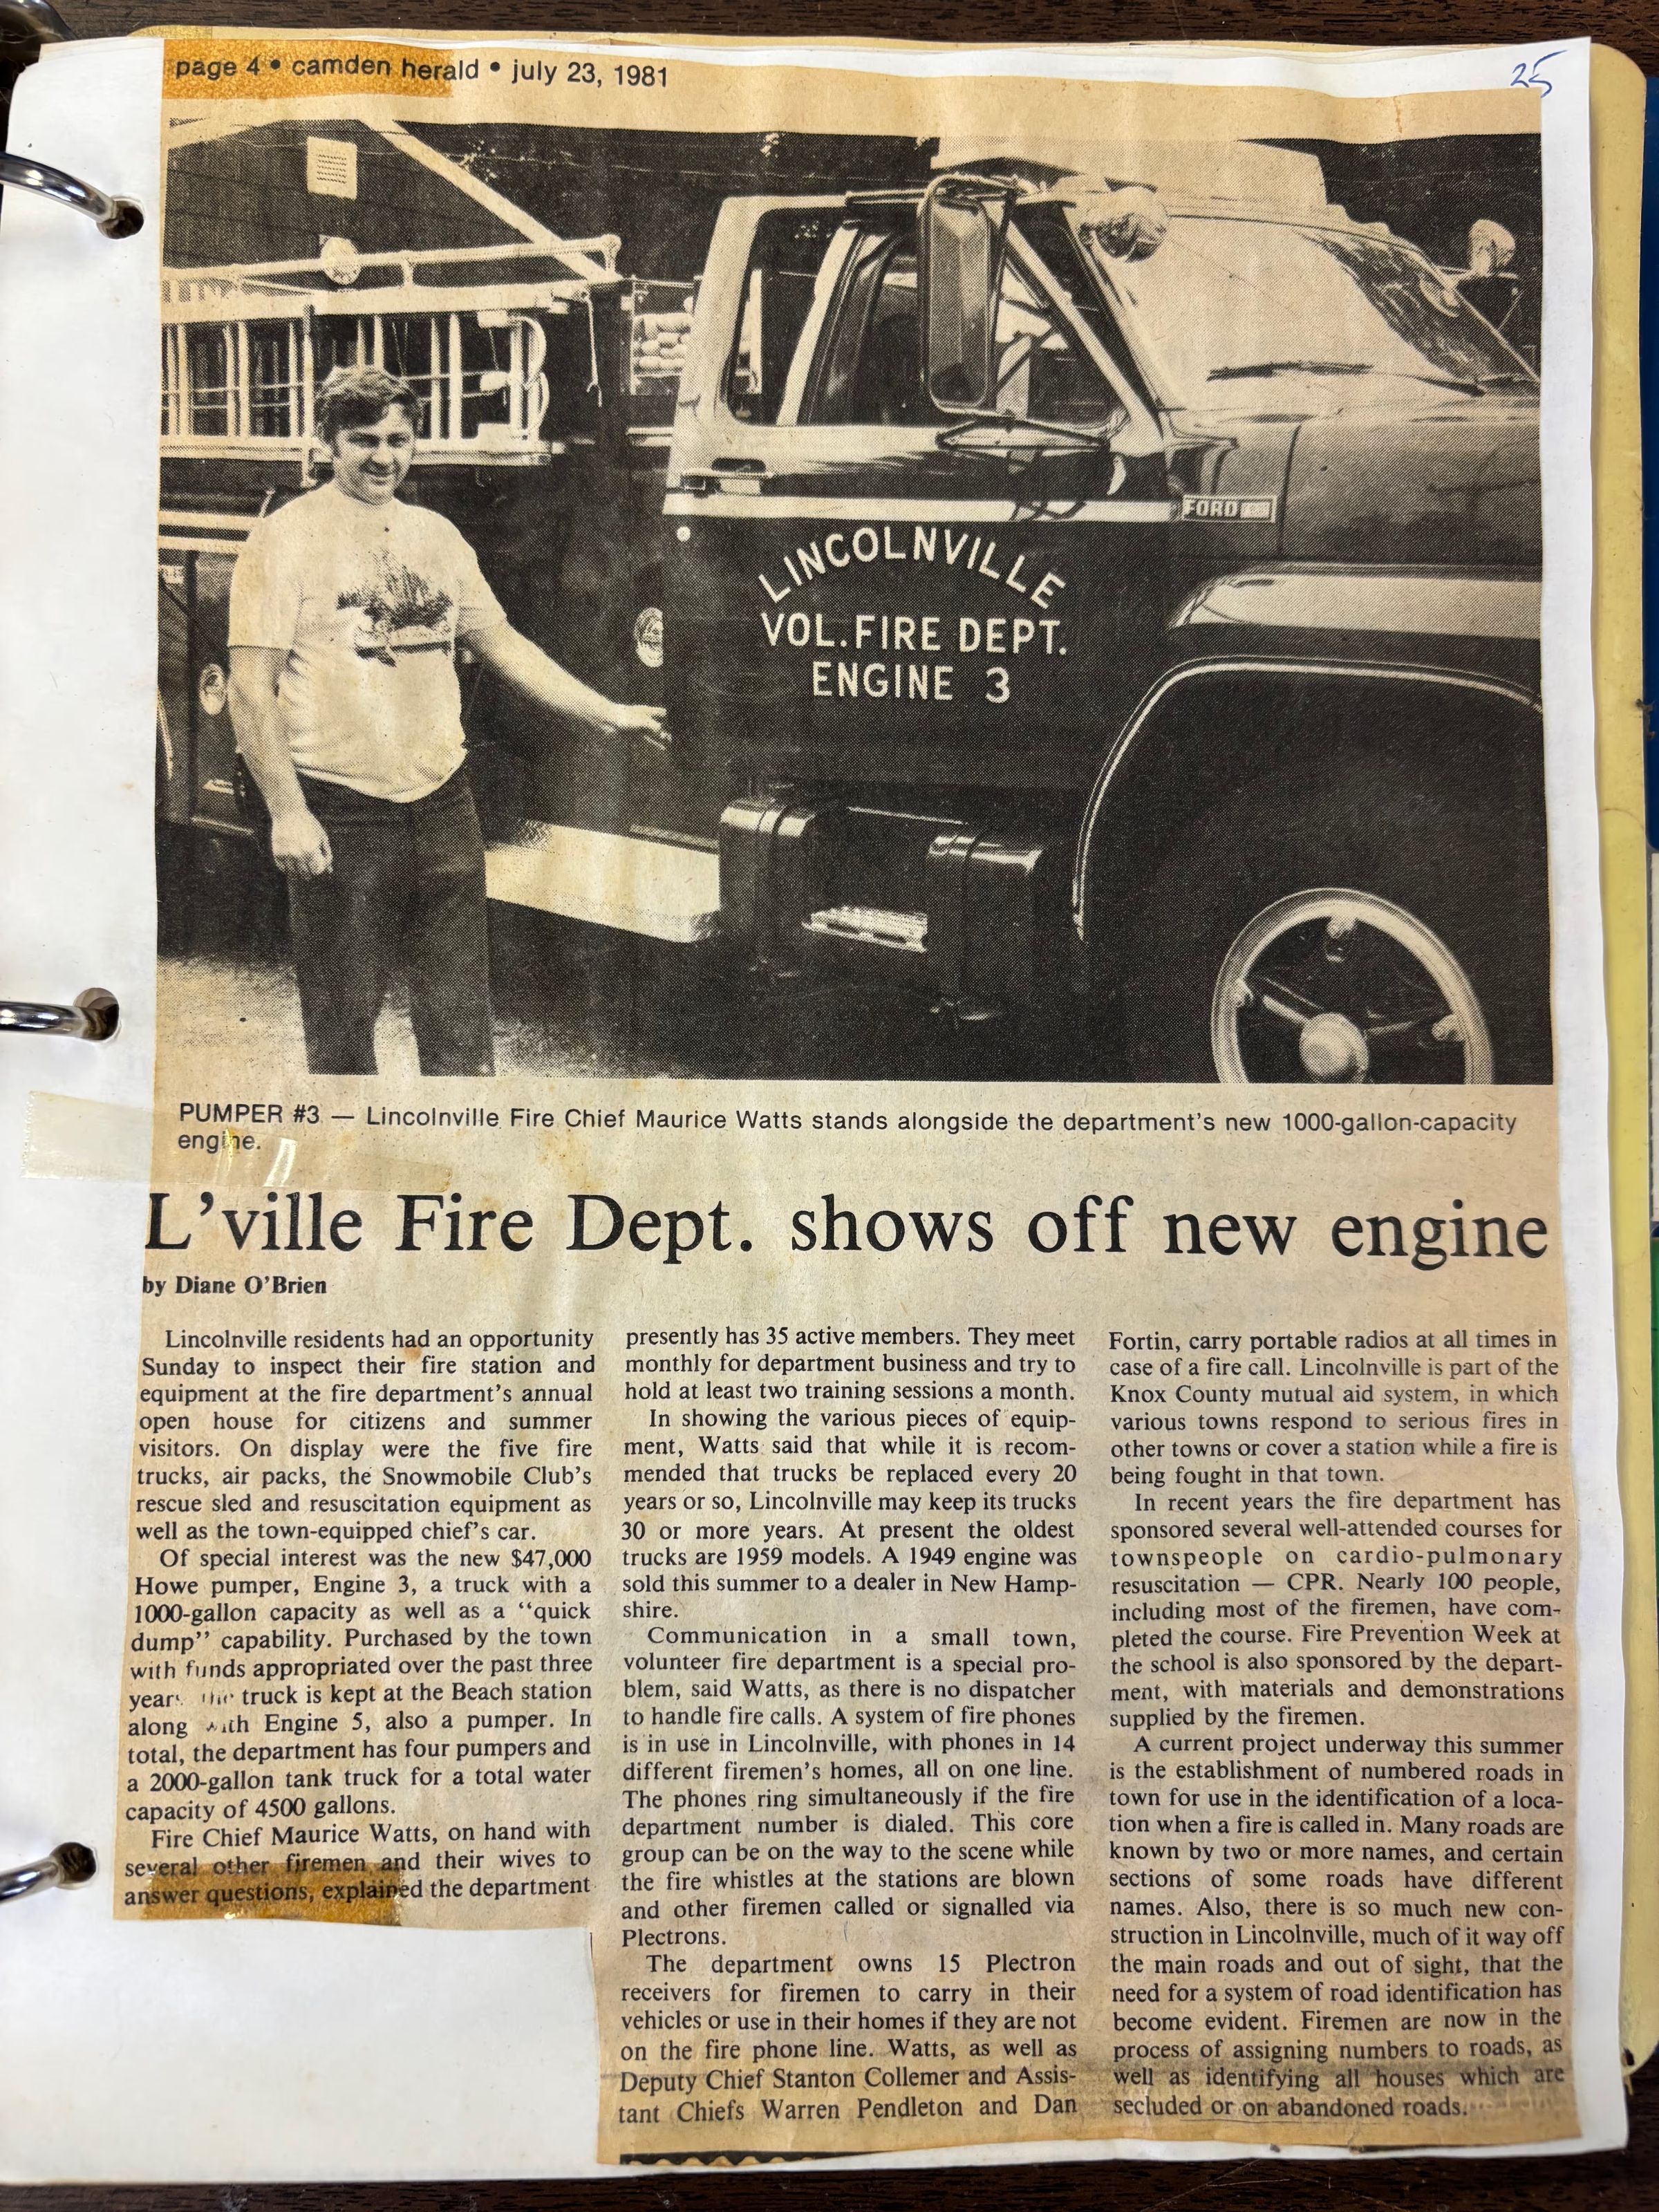 page 4 • camden herald • july 23, 1981
25
FORD
LINCOLNVILLE
VOL. FIRE DEPT.
ENGINE 3
PUMPER #3 — Lincolnville Fire Chief Maurice Watts stands alongside the department's new 1000-gallon-capacity
engine.
L'ville Fire Dept. shows off new engine
by Diane O'Brien
Lincolnville residents had an opportunity
Sunday to inspect their fire station and
equipment at the fire department's annual
open house for citizens and summer
visitors. On display were the five fire
trucks, air packs, the Snowmobile Club's
rescue sled and resuscitation equipment as
well as the town-equipped chief's car.
Of special interest was the new $47,000
Howe pumper, Engine 3, a truck with a
1000-gallon capacity as well as a "quick
dump" capability. Purchased by the town
with funds appropriated over the past three
years the truck is kept at the Beach station
along with Engine 5, also a pumper. In
total, the department has four pumpers and
a 2000-gallon tank truck for a total water
capacity of 4500 gallons.
Fire Chief Maurice Watts, on hand with
several other firemen and their wives to
answer questions, explained the department
presently has 35 active members. They meet
monthly for department business and try to
hold at least two training sessions a month.
In showing the various pieces of equip-
ment, Watts said that while it is recom-
mended that trucks be replaced every 20
years or so, Lincolnville may keep its trucks
30 or more years. At present the oldest
trucks are 1959 models. A 1949 engine was
sold this summer to a dealer in New Hamp-
shire.
Communication in a small town,
volunteer fire department is a special pro-
blem, said Watts, as there is no dispatcher
to handle fire calls. A system of fire phones
is in use in Lincolnville, with phones in 14
different firemen's homes, all on one line.
The phones ring simultaneously if the fire
department number is dialed. This core
group can be on the way to the scene while
the fire whistles at the stations are blown
and other firemen called or signalled via
Plectrons.
The department owns 15 Plectron
receivers for firemen to carry in their
vehicles or use in their homes if they are not
on the fire phone line. Watts, as well as
Deputy Chief Stanton Collemer and Assis-
tant Chiefs Warren Pendleton and Dan
Fortin, carry portable radios at all times in
case of a fire call. Lincolnville is part of the
Knox County mutual aid system, in which
various towns respond to serious fires in
other towns or cover a station while a fire is
being fought in that town.
In recent years the fire department has
sponsored several well-attended courses for
townspeople on cardio-pulmonary
resuscitation — CPR. Nearly 100 people,
including most of the firemen, have com-
pleted the course. Fire Prevention Week at
the school is also sponsored by the depart-
ment, with materials and demonstrations
supplied by the firemen.
A current project underway this summer
is the establishment of numbered roads in
town for use in the identification of a loca-
tion when a fire is called in. Many roads are
known by two or more names, and certain
sections of some roads have different
names. Also, there is so much new con-
struction in Lincolnville, much of it way off
the main roads and out of sight, that the
need for a system of road identification has
become evident. Firemen are now in the
process of assigning numbers to roads, as
well as identifying all houses which are
secluded or on abandoned roads.